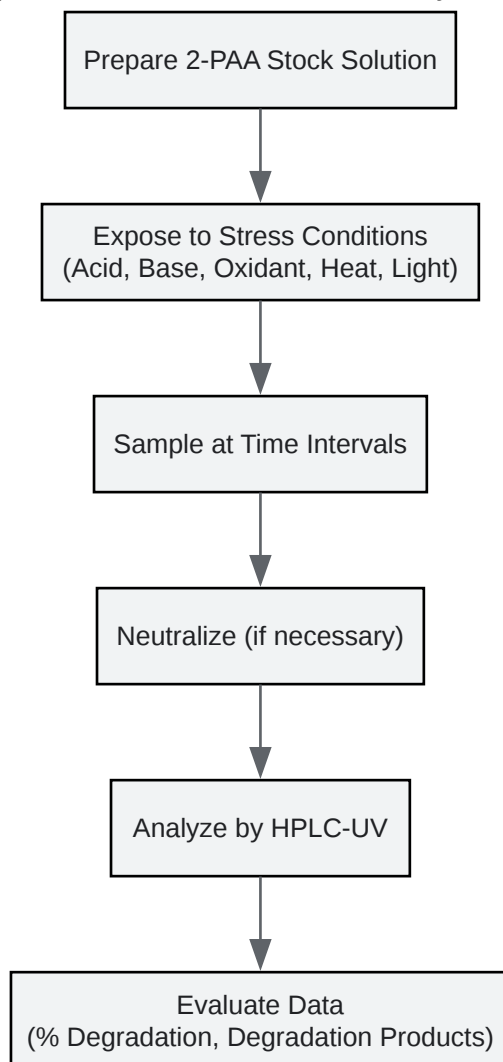 Prepare 2-PAA Stock Solution
Expose to Stress Conditions
(Acid, Base, Oxidant, Heat, Light)
Sample at Time Intervals
Neutralize (if necessary)
Analyze by HPLC-UV
Evaluate Data
(% Degradation, Degradation Products)